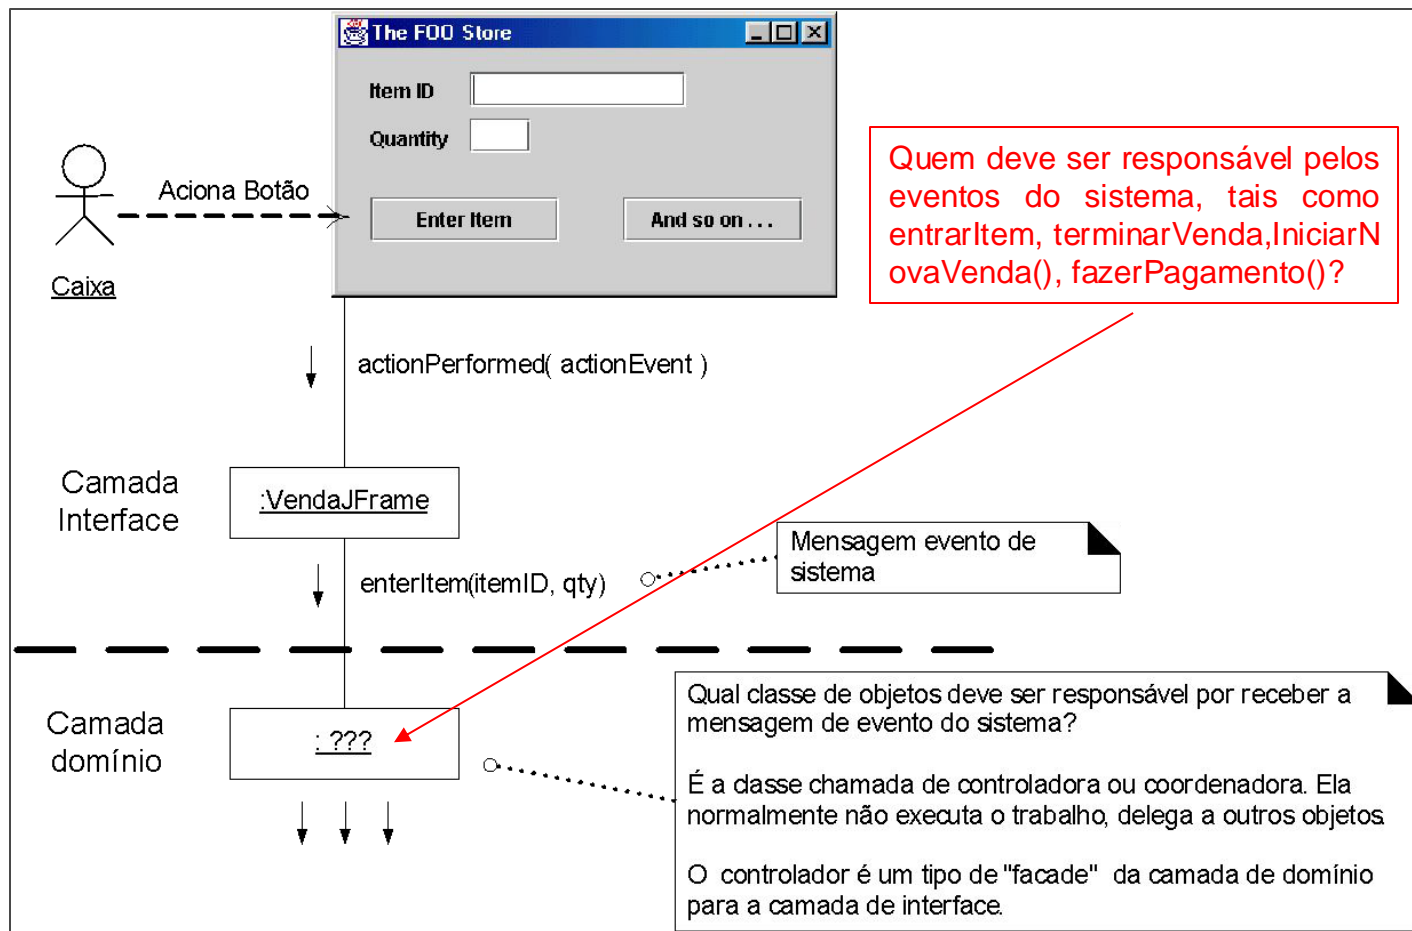 The FOO Store
Item ID
Quantity
Enter Item
And so on . . .
Aciona Botão
Caixa
Quem deve ser responsável pelos
eventos do sistema, tais como
entrarItem, terminarVenda,IniciarN
ovaVenda(), fazerPagamento()?
actionPerformed( actionEvent )
Camada
Interface
:VendaJFrame
Mensagem evento de
sistema
enterItem(itemID, qty)
Camada
domínio
: ???
Qual classe de objetos deve ser responsável por receber a
mensagem de evento do sistema?
É a classe chamada de controladora ou coordenadora. Ela
normalmente não executa o trabalho, delega a outros objetos.
O controlador é um tipo de "facade" da camada de domínio
para a camada de interface.